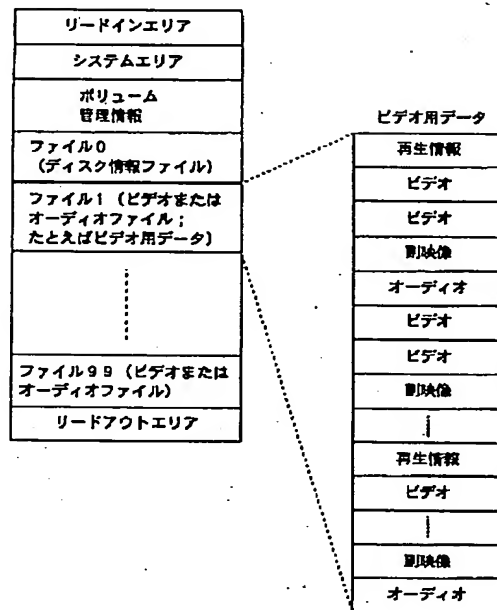 リードインエリア
システムエリア
ボリューム
管理情報
ファイル0
(ディスク情報ファイル)
ファイル1 (ビデオまたは
オーディオファイル;
たとえばビデオ用データ)
ファイル99 (ビデオまたは
オーディオファイル)
リードアウトエリア
ビデオ用データ
再生情報
ビデオ
ビデオ
副映像
オーディオ
ビデオ
ビデオ
副映像
再生情報
ビデオ
副映像
オーディオ